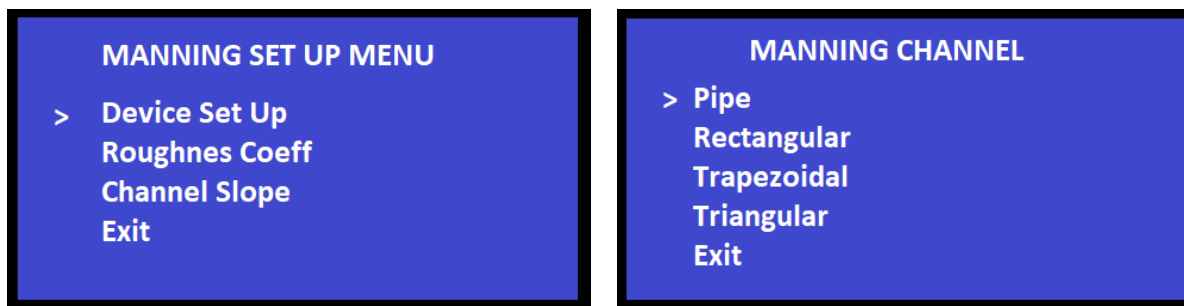 MANNING SET UP MENU
> Device Set Up
Roughnes Coeff
Channel Slope
Exit
MANNING CHANNEL
> Pipe
Rectangular
Trapezoidal
Triangular
Exit